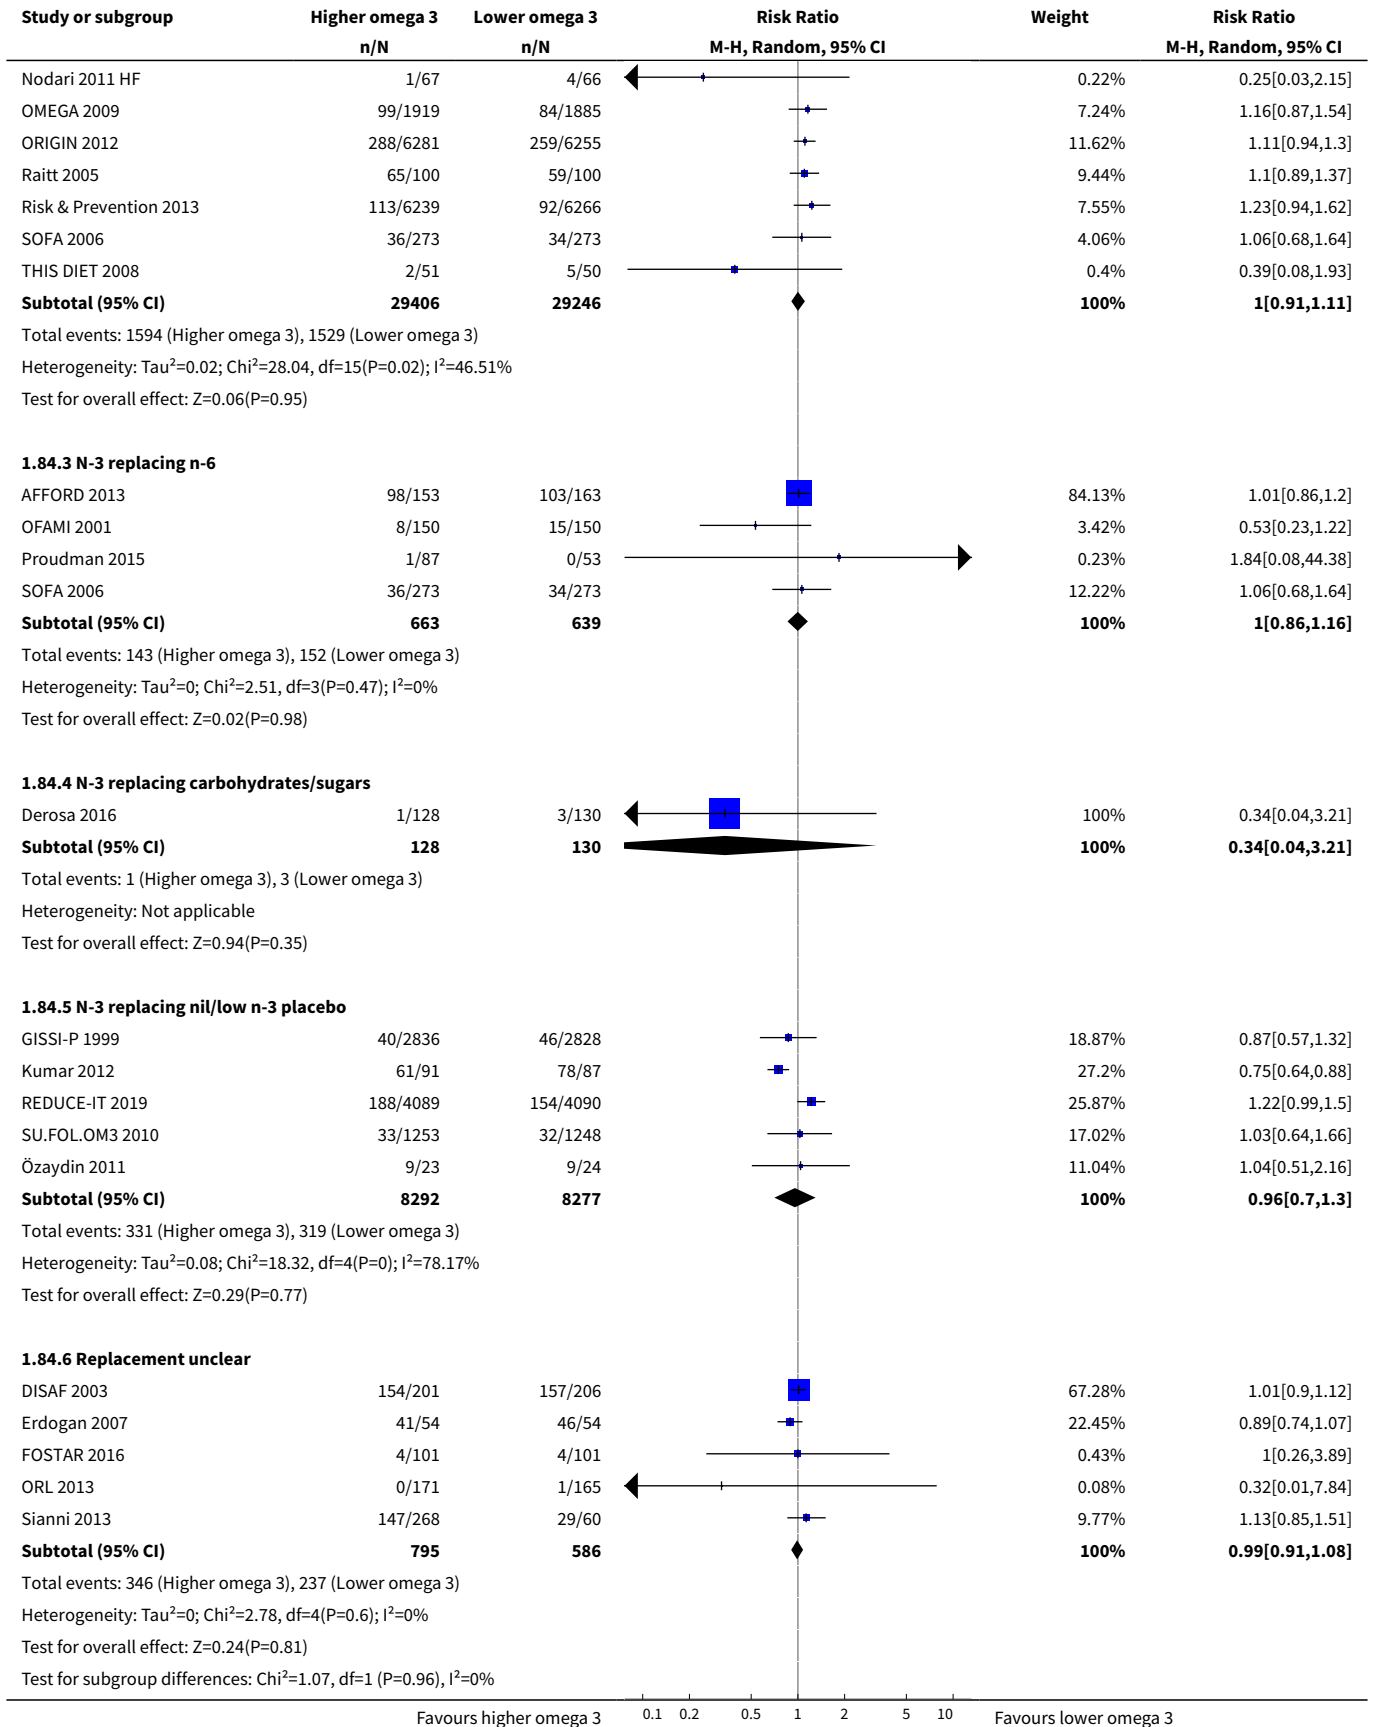 Study or subgroup Higher omega 3 Lower omega 3 Risk Ratio Weight Risk Ratio
n/N n/N M-H, Random, 95% CI M-H, Random, 95% CI
Nodari 2011 HF 1/67 4/66 0.22% 0.25[0.03,2.15]
OMEGA 2009 99/1919 84/1885 7.24% 1.16[0.87,1.54]
ORIGIN 2012 288/6281 259/6255 11.62% 1.11[0.94,1.3]
Raitt 2005 65/100 59/100 9.44% 1.1[0.89,1.37]
Risk & Prevention 2013 113/6239 92/6266 7.55% 1.23[0.94,1.62]
SOFA 2006 36/273 34/273 4.06% 1.06[0.68,1.64]
THIS DIET 2008 2/51 5/50 0.4% 0.39[0.08,1.93]
Subtotal (95% CI) 29406 29246 100% 1[0.91,1.11]
Total events: 1594 (Higher omega 3), 1529 (Lower omega 3)
Heterogeneity: Tau²=0.02; Chi²=28.04, df=15(P=0.02); I²=46.51%
Test for overall effect: Z=0.06(P=0.95)
1.84.3 N-3 replacing n-6
AFFORD 2013 98/153 103/163 84.13% 1.01[0.86,1.2]
OFAMI 2001 8/150 15/150 3.42% 0.53[0.23,1.22]
Proudman 2015 1/87 0/53 0.23% 1.84[0.08,44.38]
SOFA 2006 36/273 34/273 12.22% 1.06[0.68,1.64]
Subtotal (95% CI) 663 639 100% 1[0.86,1.16]
Total events: 143 (Higher omega 3), 152 (Lower omega 3)
Heterogeneity: Tau²=0; Chi²=2.51, df=3(P=0.47); I²=0%
Test for overall effect: Z=0.02(P=0.98)
1.84.4 N-3 replacing carbohydrates/sugars
Derosa 2016 1/128 3/130 100% 0.34[0.04,3.21]
Subtotal (95% CI) 128 130 100% 0.34[0.04,3.21]
Total events: 1 (Higher omega 3), 3 (Lower omega 3)
Heterogeneity: Not applicable
Test for overall effect: Z=0.94(P=0.35)
1.84.5 N-3 replacing nil/low n-3 placebo
GISSI-P 1999 40/2836 46/2828 18.87% 0.87[0.57,1.32]
Kumar 2012 61/91 78/87 27.2% 0.75[0.64,0.88]
REDUCE-IT 2019 188/4089 154/4090 25.87% 1.22[0.99,1.5]
SU.FOL.OM3 2010 33/1253 32/1248 17.02% 1.03[0.64,1.66]
Özaydin 2011 9/23 9/24 11.04% 1.04[0.51,2.16]
Subtotal (95% CI) 8292 8277 100% 0.96[0.7,1.3]
Total events: 331 (Higher omega 3), 319 (Lower omega 3)
Heterogeneity: Tau²=0.08; Chi²=18.32, df=4(P=0); I²=78.17%
Test for overall effect: Z=0.29(P=0.77)
1.84.6 Replacement unclear
DISAF 2003 154/201 157/206 67.28% 1.01[0.9,1.12]
Erdogan 2007 41/54 46/54 22.45% 0.89[0.74,1.07]
FOSTAR 2016 4/101 4/101 0.43% 1[0.26,3.89]
ORL 2013 0/171 1/165 0.08% 0.32[0.01,7.84]
Sianni 2013 147/268 29/60 9.77% 1.13[0.85,1.51]
Subtotal (95% CI) 795 586 100% 0.99[0.91,1.08]
Total events: 346 (Higher omega 3), 237 (Lower omega 3)
Heterogeneity: Tau²=0; Chi²=2.78, df=4(P=0.6); I²=0%
Test for overall effect: Z=0.24(P=0.81)
Test for subgroup differences: Chi²=1.07, df=1 (P=0.96), I²=0%
Favours higher omega 3 0.1 0.2 0.5 1 2 5 10 Favours lower omega 3